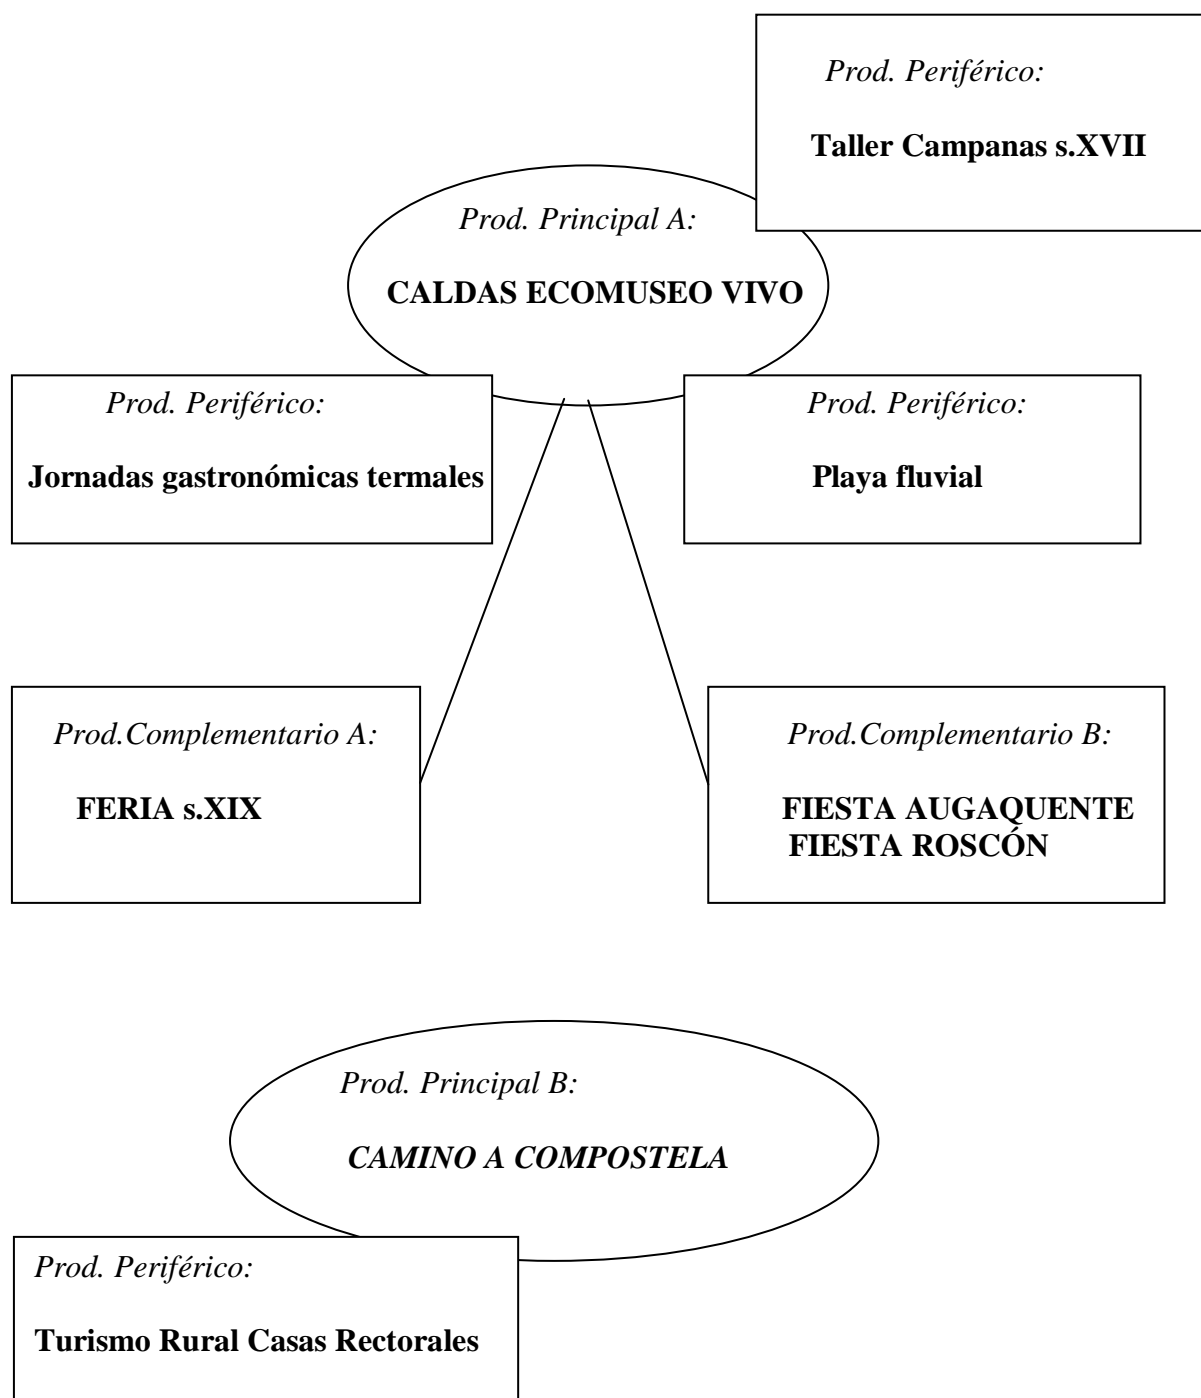 Prod. Periférico:
Taller Campanas s.XVII
Prod. Principal A:
CALDAS ECOMUSEO VIVO
Prod. Periférico:
Jornadas gastronómicas termales
Prod. Periférico:
Playa fluvial
Prod.Complementario A:
FERIA s.XIX
Prod.Complementario B:
FIESTA AUGAQUENTE
FIESTA ROSCÓN
Prod. Principal B:
CAMINO A COMPOSTELA
Prod. Periférico:
Turismo Rural Casas Rectorales